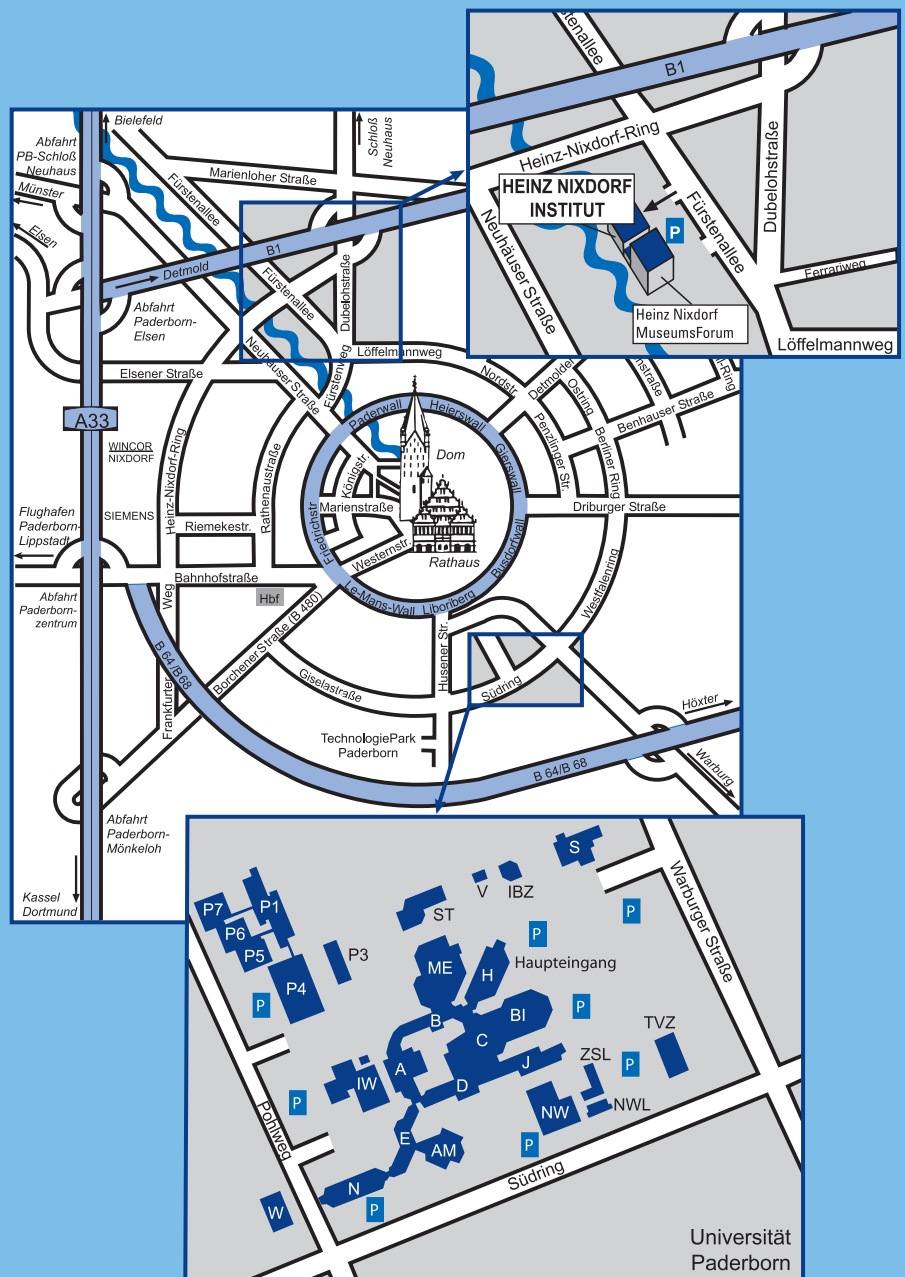 Fürstenallee
B1
Heinz-Nixdorf-Ring
HEINZ NIXDORF
INSTITUT
P
Fürstenallee
Dubelohstraße
Neuhäuser Straße
Ferrariweg
Heinz Nixdorf
MuseumsForum
Löffelmannweg
Bielefeld
Abfahrt
PB-Schloß
Neuhaus
Münster
Elsen
Schloß
Neuhaus
Marienloher Straße
Fürstenallee
B1
Detmold
Fürstenallee
Dubelohstraße
Abfahrt
Paderborn-
Elsen
Neuhäuser Straße
Fürstenweg
Löffelmannweg
Elsener Straße
Nordstr.
Detmolder
Ostring
nstraße
l-Ring
Benhauser Straße
Penzlinger Str.
Berliner Ring
A33
WINCOR
NIXDORF
Heinz-Nixdorf-Ring
Rathenaustraße
Padewall
Heierswall
Gierswall
Dom
Königstr.
Marienstraße
Friedrichstr
Westernstr.
Rathaus
Busdorfwall
Driburger Straße
Flughafen
Paderborn-
Lippstadt
SIEMENS
Riemekestr.
Bahnhofstraße
Hbf
Abfahrt
Paderborn-
zentrum
Weg
Frankfurter
B 64/B 68
Borchener Straße (B 480)
Le-Mans-Wall
Liboriberg
Husener Str.
Westfalenring
Südring
Giselastraße
TechnologiePark
Paderborn
Höxter
B 64/B 68
Warburg
Abfahrt
Paderborn-
Mönkeloh
Kassel
Dortmund
S
V
IBZ
P7
P1
P6
P5
P4
P3
ST
P
P
Warburger Straße
ME
H
Haupteingang
P
B
BI
P
C
TVZ
A
IW
J
ZSL
P
D
P
NW
NWL
E
AM
P
Pohlweg
N
W
P
Südring
Universität
Paderborn